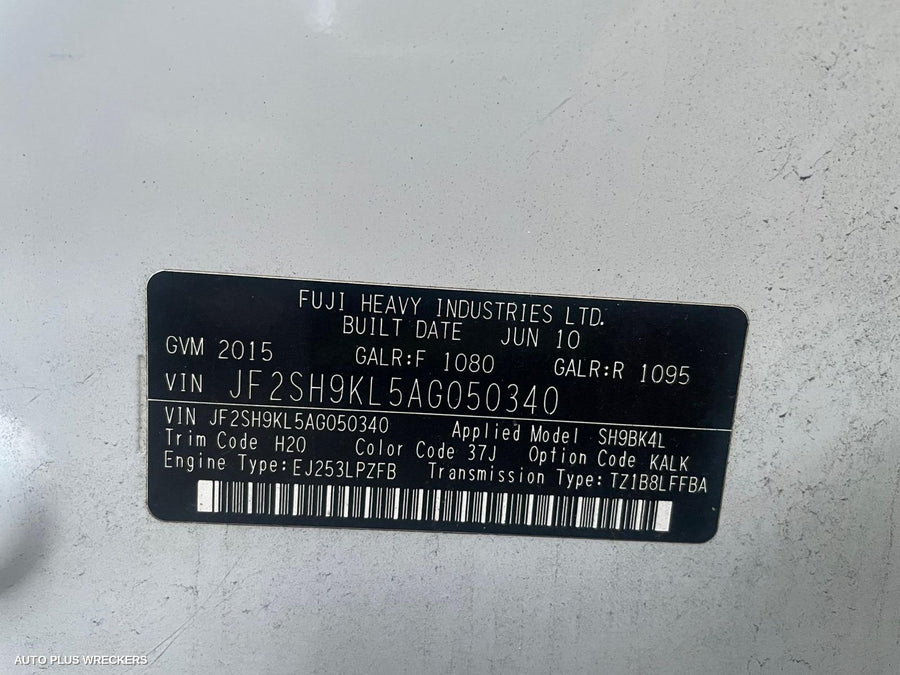 FUJI HEAVY INDUSTRIES LTD.
BUILT DATE JUN 10
GVM 2015 GALR:F 1080 GALR:R 1095
VIN JF2SH9KL5AG050340
VIN JF2SH9KL5AG050340 Applied Model SH9BK4L
Trim Code H20 Color Code 37J Option Code KALK
Engine Type:EJ253LPZFB Transmission Type:TZ1B8LFFBA
AUTO PLUS WRECKERS